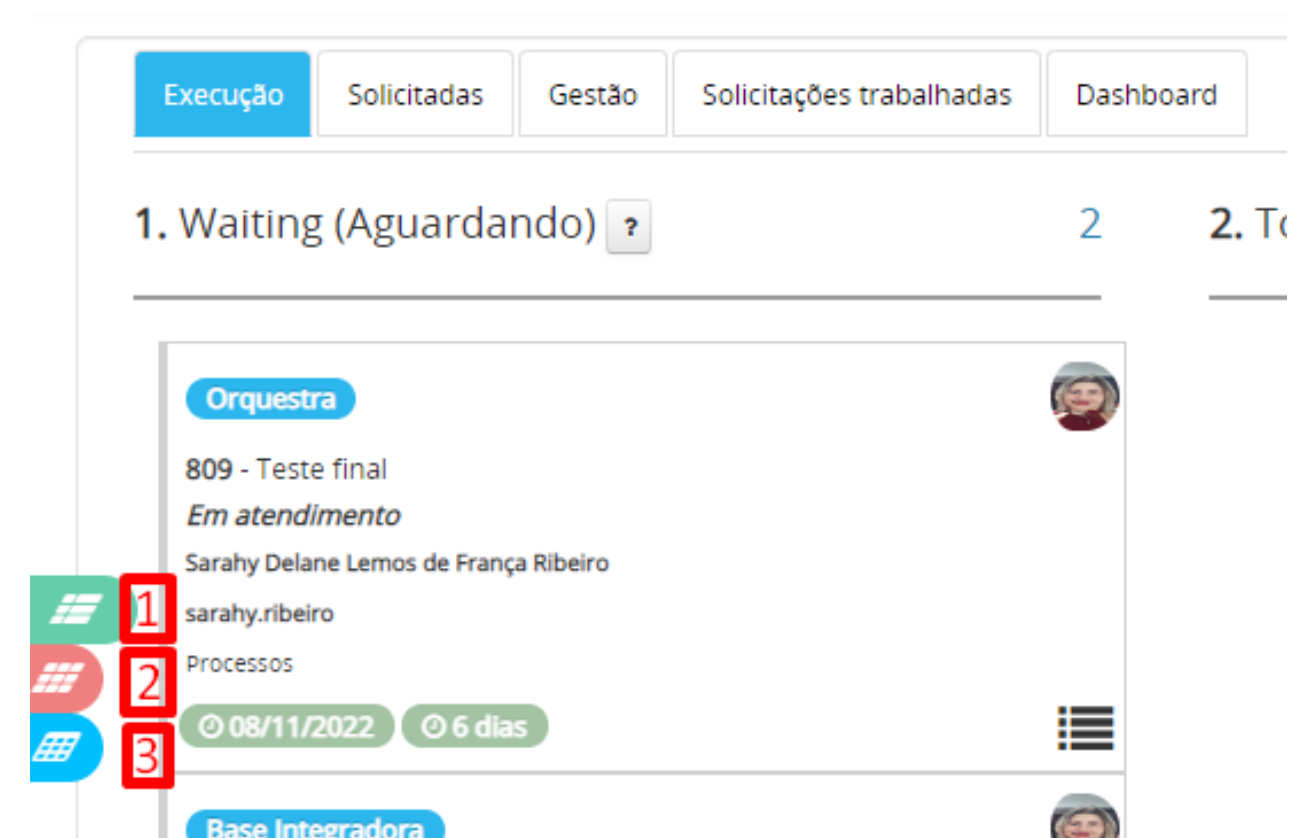 Execução Solicitadas Gestão Solicitações trabalhadas Dashboard
1. Waiting (Aguardando) ? 2 2.
Orquestra
809 - Teste final
Em atendimento
Sarahy Delane Lemos de França Ribeiro
1 sarahy.ribeiro
2 Processos
08/11/2022 6 dias
3
Base Integradora